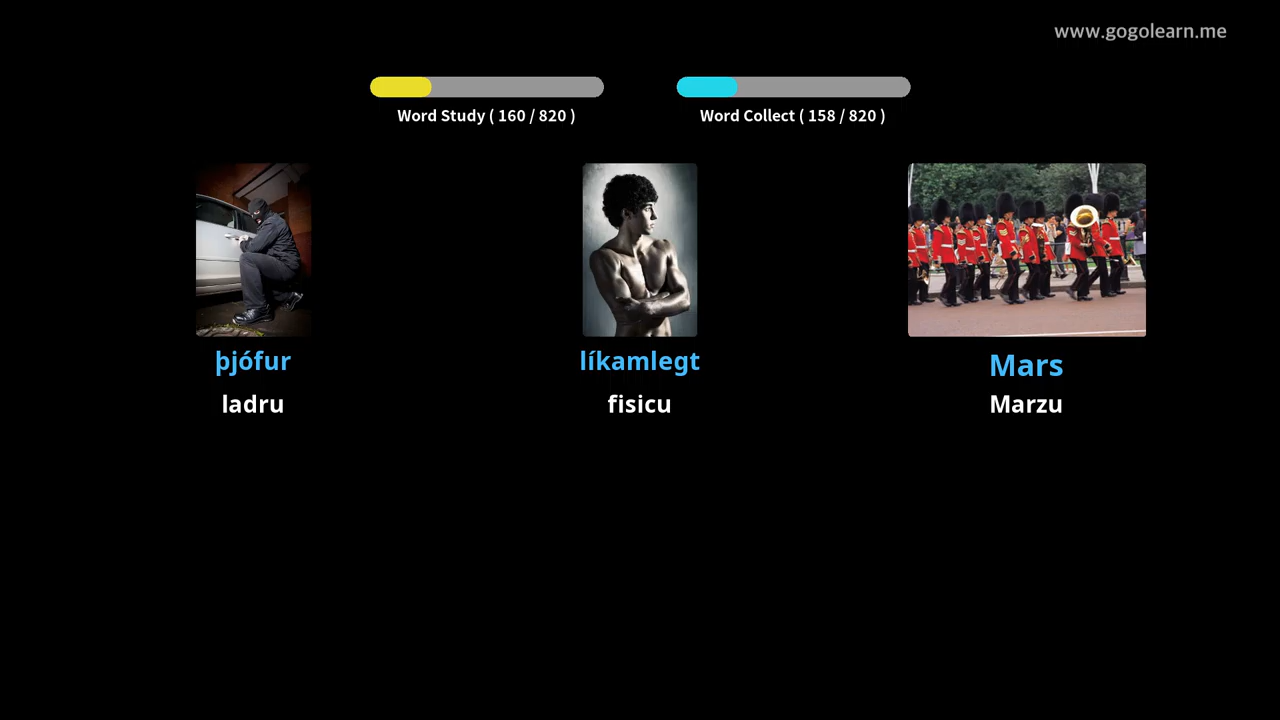 www.gogolearn.me
Word Study ( 160 / 820 )
Word Collect ( 158 / 820 )
þjófur
líkamlegt
Mars
ladru
fisicu
Marzu